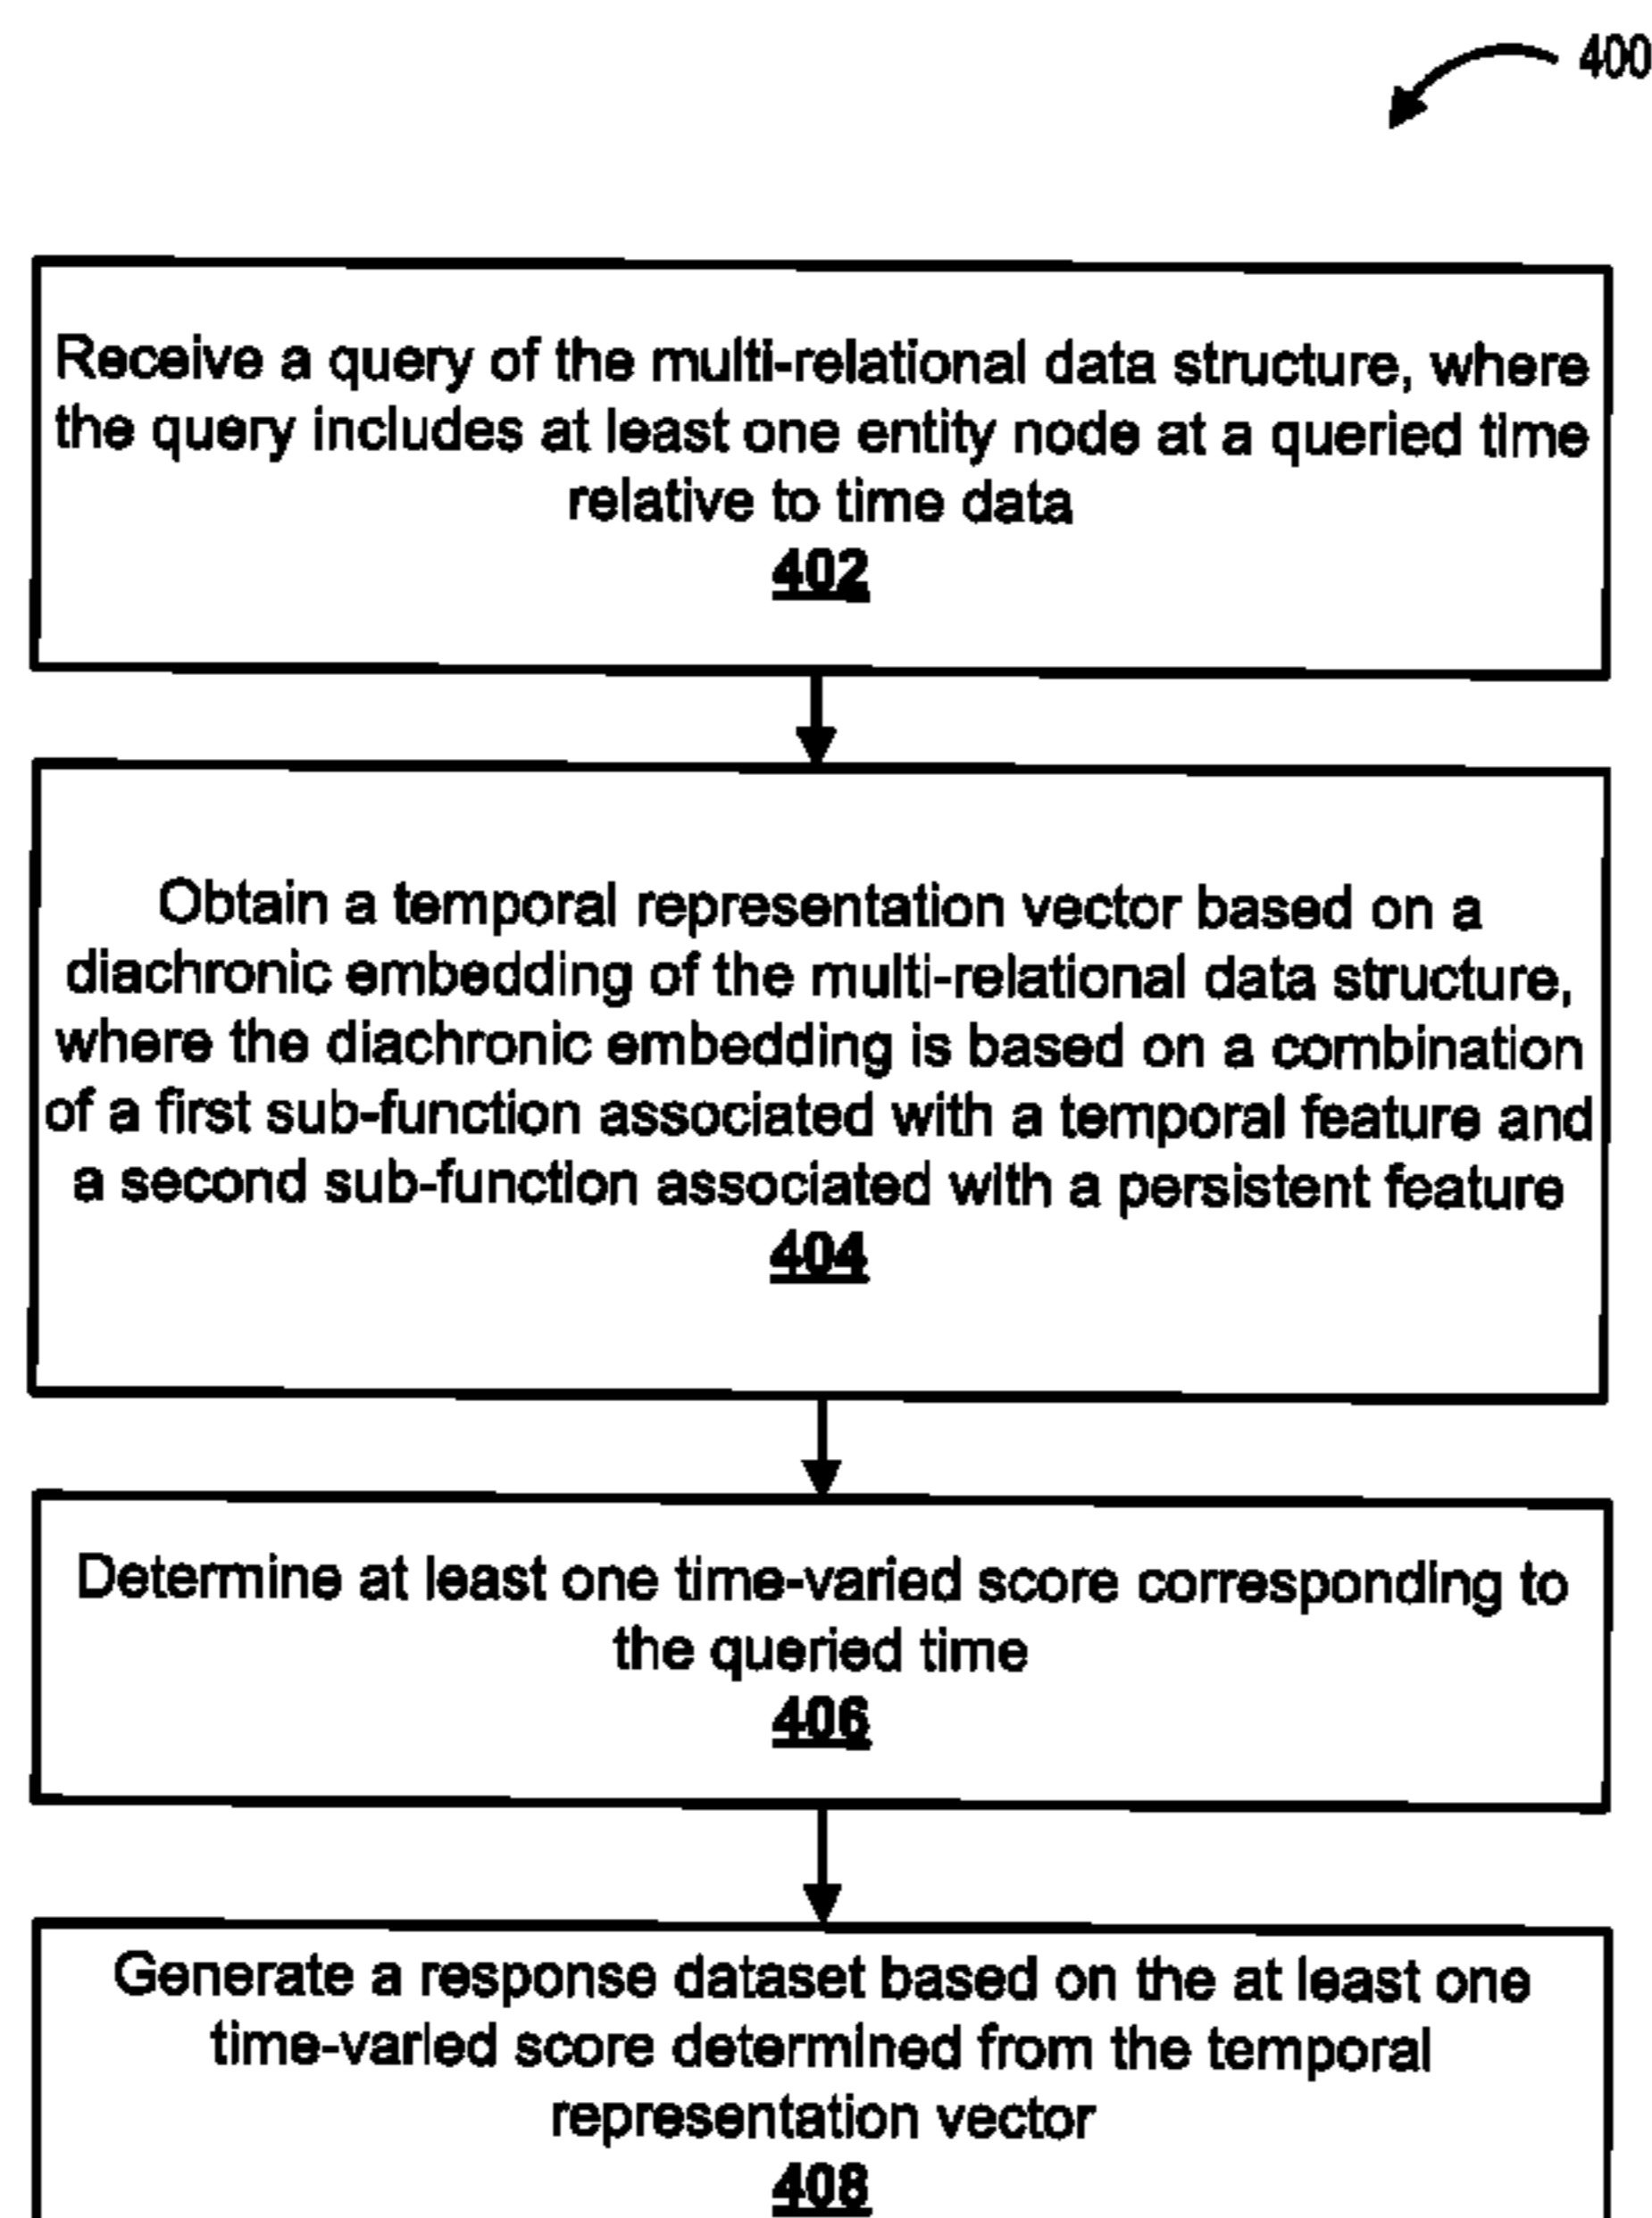 400
Receive a query of the multi-relational data structure, where
the query includes at least one entity node at a queried time
relative to time data
402
Obtain a temporal representation vector based on a
diachronic embedding of the multi-relational data structure,
where the diachronic embedding is based on a combination
of a first sub-function associated with a temporal feature and
a second sub-function associated with a persistent feature
404
Determine at least one time-varied score corresponding to
the queried time
406
Generate a response dataset based on the at least one
time-varied score determined from the temporal
representation vector
408